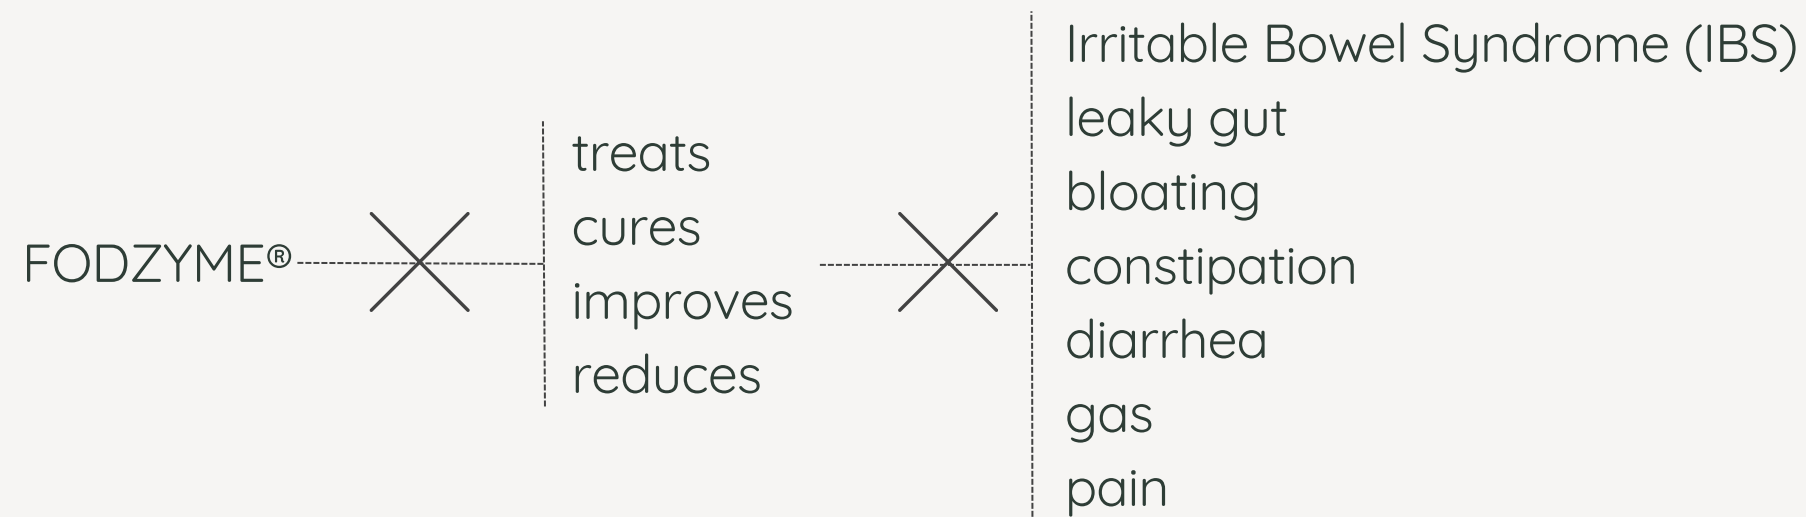 FODZYME®
treats
cures
improves
reduces
Irritable Bowel Syndrome (IBS)
leaky gut
bloating
constipation
diarrhea
gas
pain